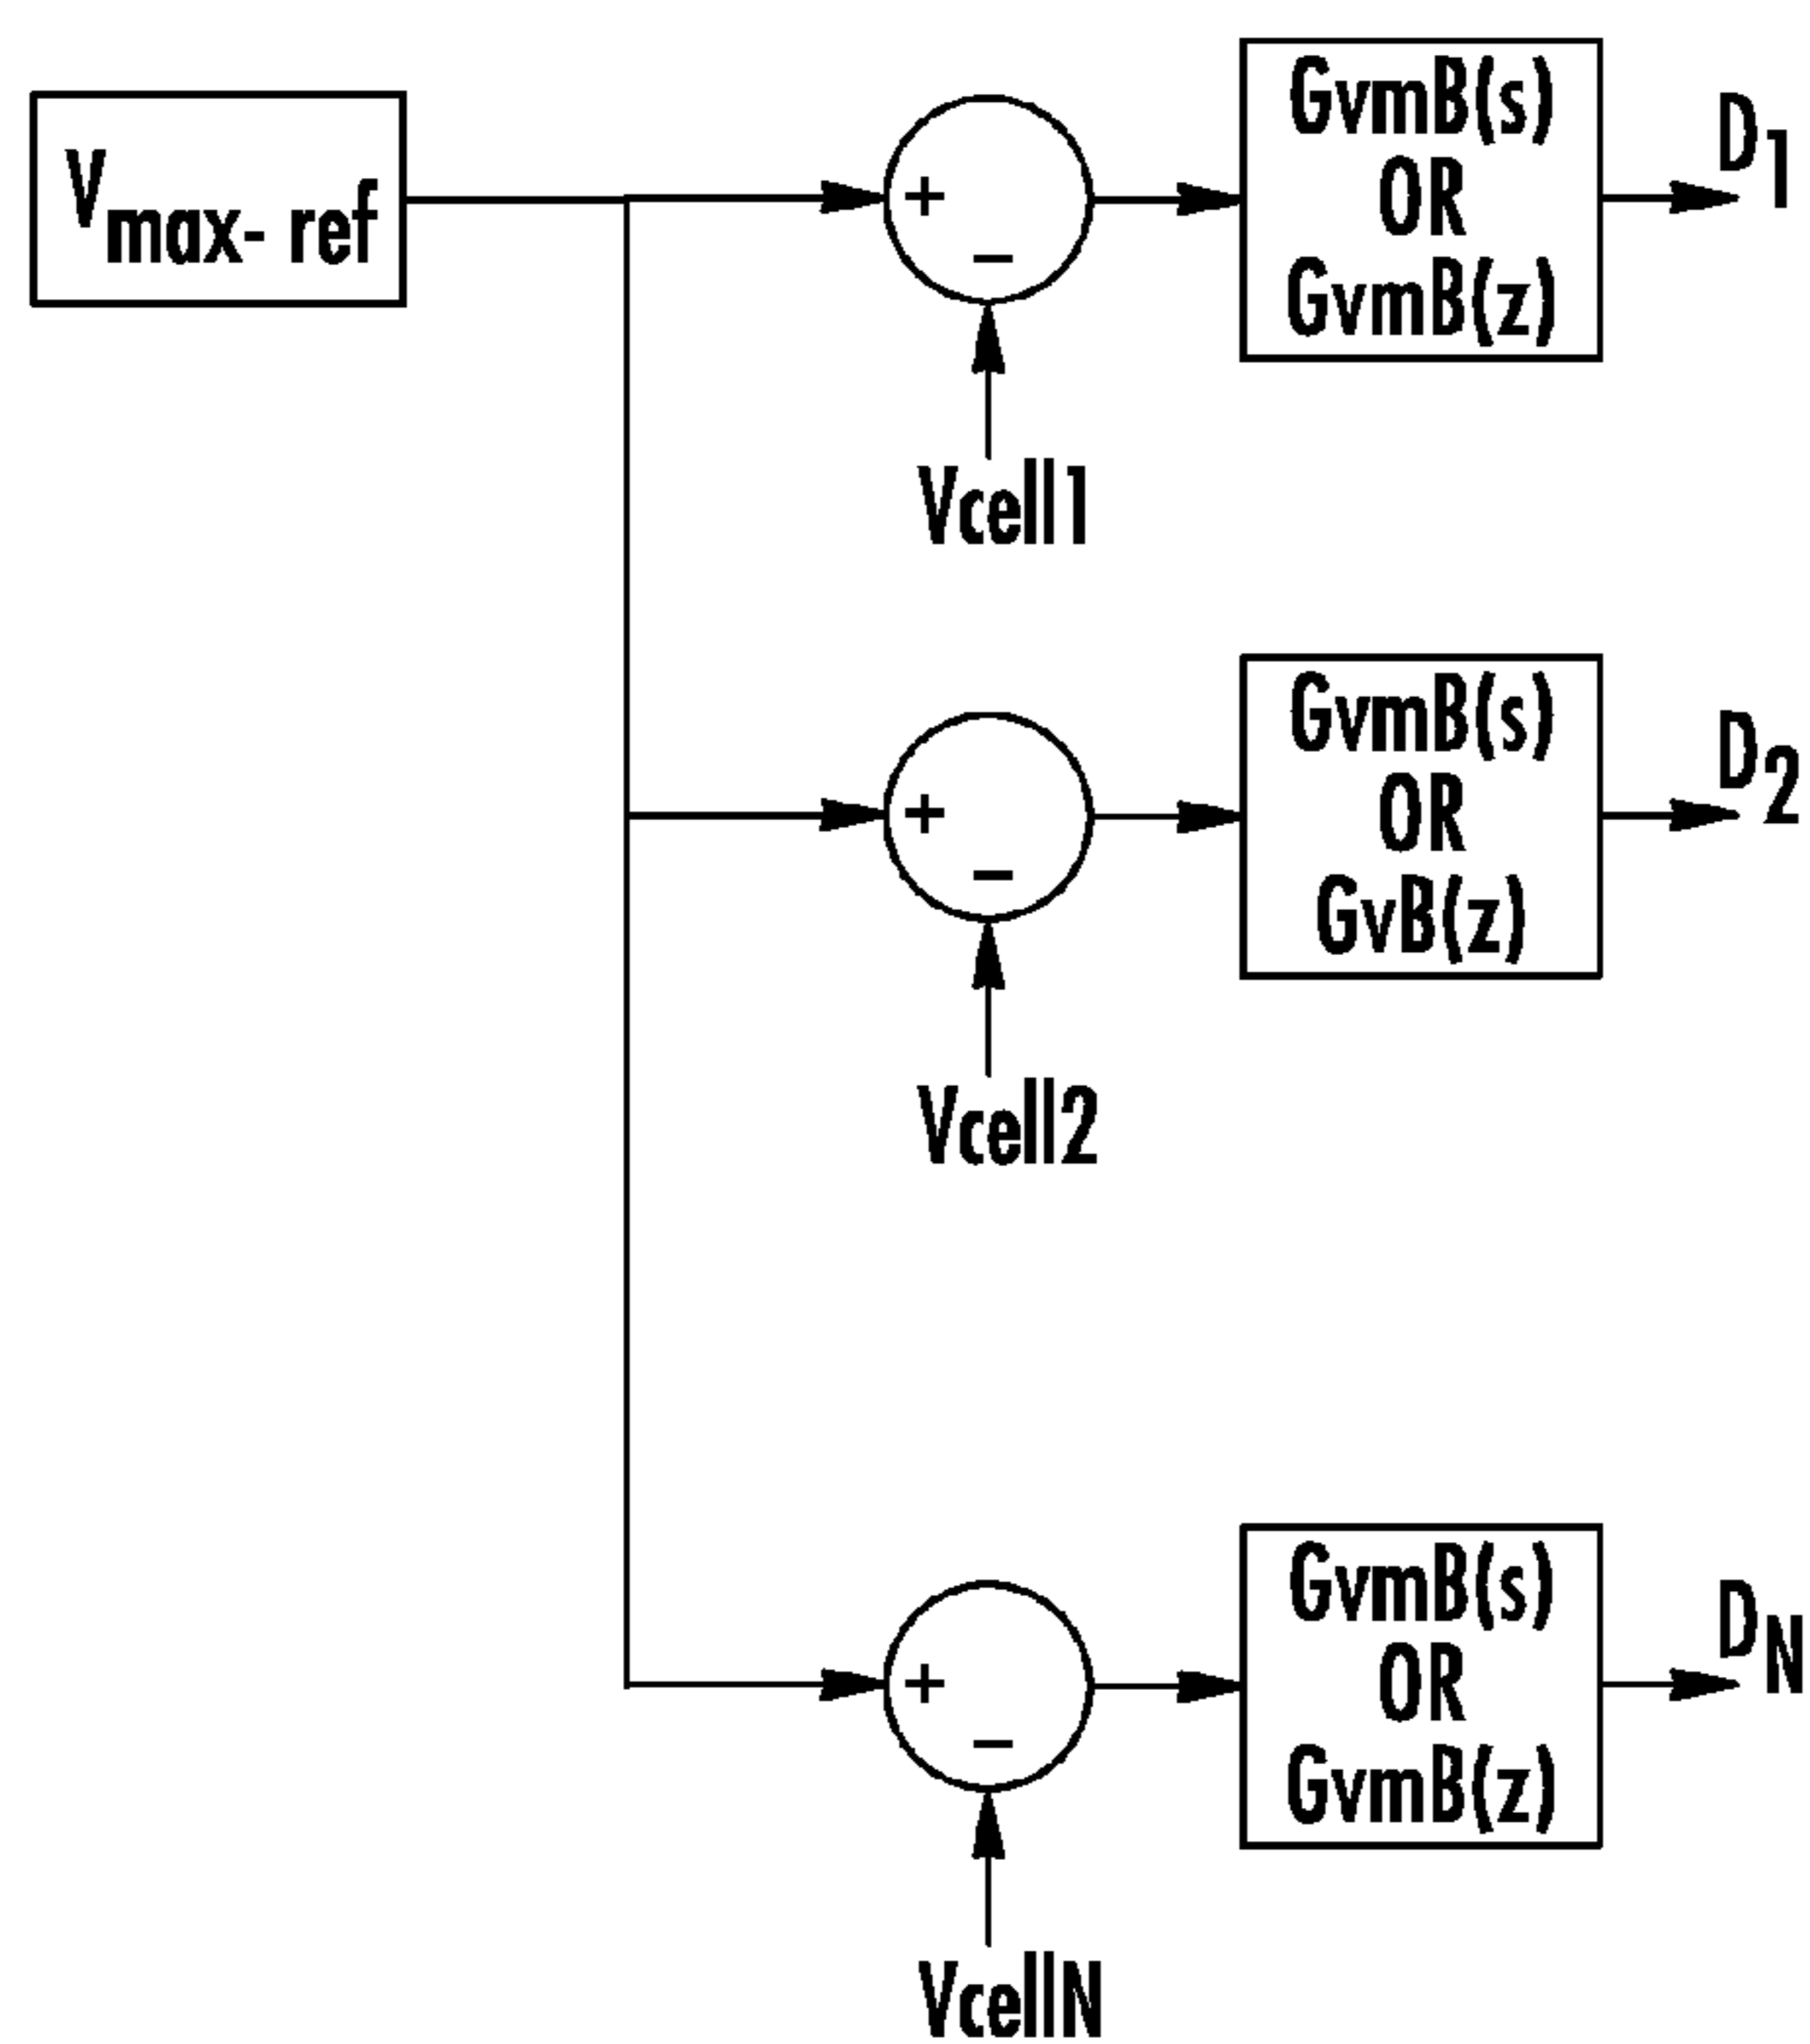 Vmax- ref
+
−
GvmB(s)
OR
GvmB(z)
D1
Vcell1
+
−
GvmB(s)
OR
GvB(z)
D2
Vcell2
+
−
GvmB(s)
OR
GvmB(z)
DN
VcellN